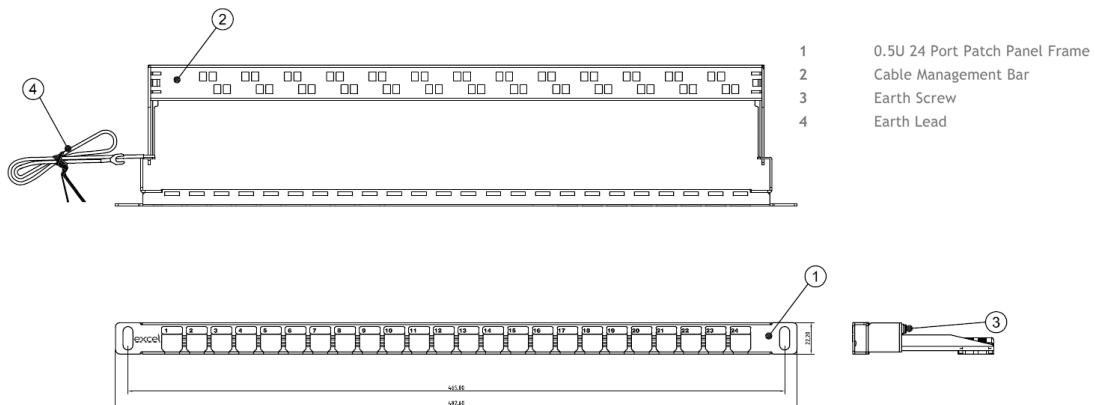 2
4
1 0.5U 24 Port Patch Panel Frame
2 Cable Management Bar
3 Earth Screw
4 Earth Lead
1
excel 1 2 3 4 5 6 7 8 9 10 11 12 13 14 15 16 17 18 19 20 21 22 23 24
22,20
3
465.00
482.60